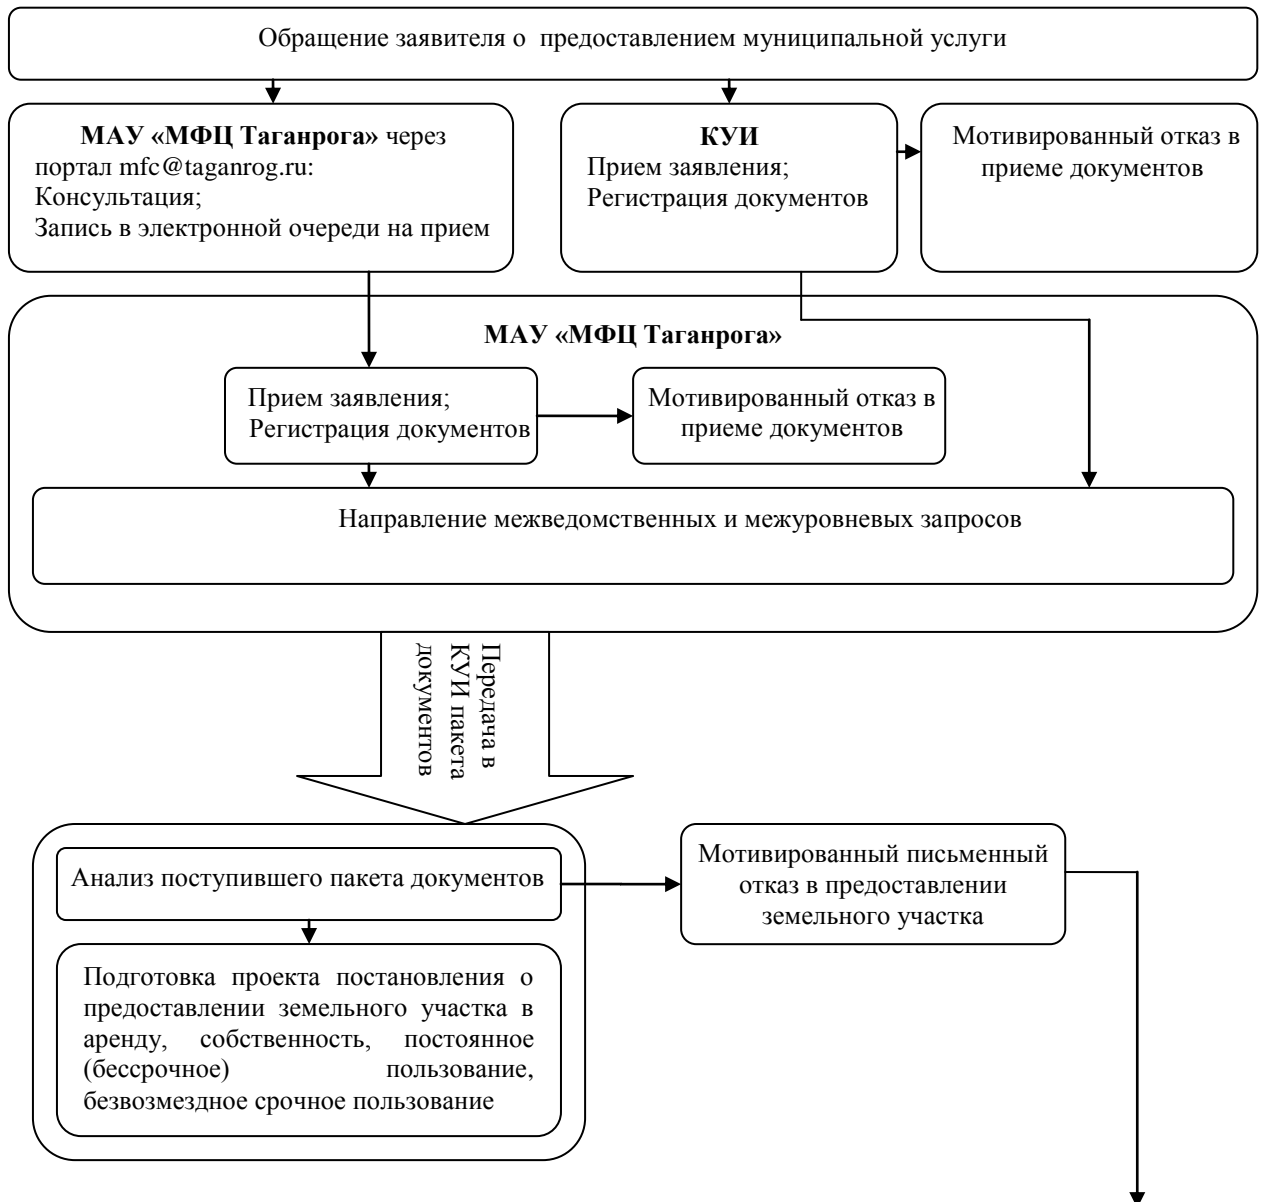 Обращение заявителя о предоставлением муниципальной услуги
МАУ «МФЦ Таганрога» через
портал mfc@taganrog.ru:
Консультация;
Запись в электронной очереди на прием
КУИ
Прием заявления;
Регистрация документов
Мотивированный отказ в
приеме документов
МАУ «МФЦ Таганрога»
Прием заявления;
Регистрация документов
Мотивированный отказ в
приеме документов
Направление межведомственных и межуровневых запросов
Передача в
КУИ пакета
документов
Анализ поступившего пакета документов
Мотивированный письменный
отказ в предоставлении
земельного участка
Подготовка проекта постановления о
предоставлении земельного участка в
аренду, собственность, постоянное
(бессрочное) пользование,
безвозмездное срочное пользование